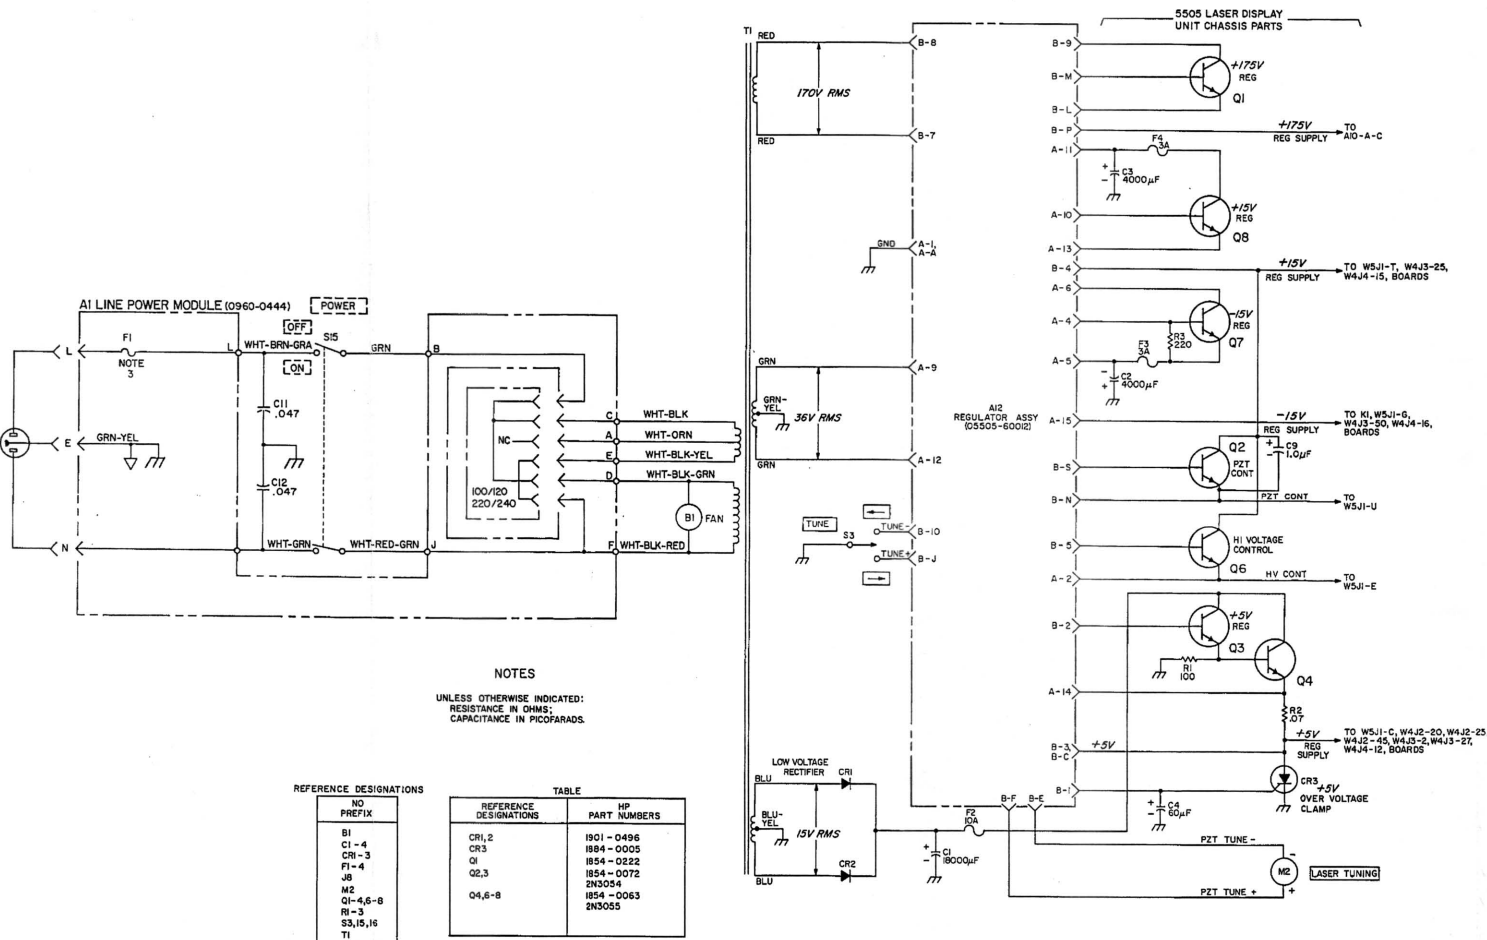 5505 LASER DISPLAY
UNIT CHASSIS PARTS
T1
RED
170V RMS
RED
B-8
B-7
B-9
B-M
B-L
+175V
REG
Q1
B-P
+175V
REG SUPPLY
TO
A10-A-C
A-11
F4
3A
+
-
C3
4000µF
A-10
+15V
REG
Q8
A-13
GND
A-1,
A-A
B-4
+15V
REG SUPPLY
TO W5J1-T, W4J3-25,
W4J4-15, BOARDS
A-6
A-4
-15V
REG
Q7
R3
220
A-5
F3
3A
-
+
C2
4000µF
A1 LINE POWER MODULE (0960-0444)
POWER
OFF
S15
ON
L
F1
NOTE
3
L
WHT-BRN-GRA
GRN
B
C11
.047
E
GRN-YEL
C12
.047
N
WHT-GRN
WHT-RED-GRN
J
NC
100/120
220/240
C
WHT-BLK
A
WHT-ORN
E
WHT-BLK-YEL
D
WHT-BLK-GRN
B1
FAN
F
WHT-BLK-RED
GRN
GRN-
YEL
36V RMS
GRN
A-9
A-12
A12
REGULATOR ASSY
(05505-60012)
A-15
-15V
REG SUPPLY
TO K1, W5J1-G,
W4J3-50, W4J4-16,
BOARDS
B-S
Q2
PZT
CONT
+
-
C9
1.0µF
B-N
PZT CONT
TO
W5J1-U
TUNE
S3
TUNE-
B-10
TUNE+
B-J
B-5
HI VOLTAGE
CONTROL
Q6
A-2
HV CONT
TO
W5J1-E
B-2
+5V
REG
Q3
R1
100
Q4
A-14
R2
.07
B-3,
B-C
+5V
+5V
REG
SUPPLY
TO W5J1-C, W4J2-20, W4J2-25
W4J2-45, W4J3-2, W4J3-27,
W4J4-12, BOARDS
B-1
+
-
C4
60µF
CR3
+5V
OVER VOLTAGE
CLAMP
LOW VOLTAGE
RECTIFIER
CR1
BLU
BLU-
YEL
15V RMS
BLU
CR2
B-F
B-E
F2
10A
+
-
C1
18000µF
PZT TUNE -
-
M2
+
LASER TUNING
PZT TUNE +
NOTES
UNLESS OTHERWISE INDICATED:
RESISTANCE IN OHMS;
CAPACITANCE IN PICOFARADS.
REFERENCE DESIGNATIONS
NO
PREFIX
B1
C1-4
CR1-3
F1-4
J8
M2
Q1-4,6-8
R1-3
S3,15,16
T1
TABLE
REFERENCE
DESIGNATIONS
HP
PART NUMBERS
CR1,2
1901-0496
CR3
1884-0005
Q1
1854-0222
Q2,3
1854-0072
2N3054
Q4,6-8
1854-0063
2N3055